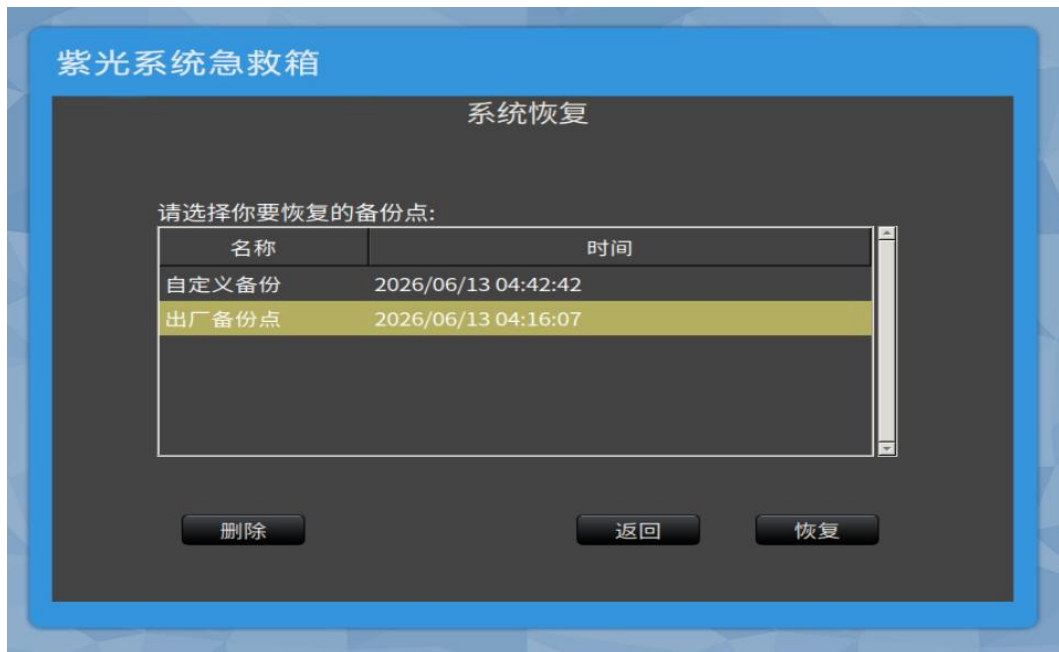 紫光系统急救箱
系统恢复
请选择你要恢复的备份点:
名称 时间
自定义备份 2026/06/13 04:42:42
出厂备份点 2026/06/13 04:16:07
删除 返回 恢复